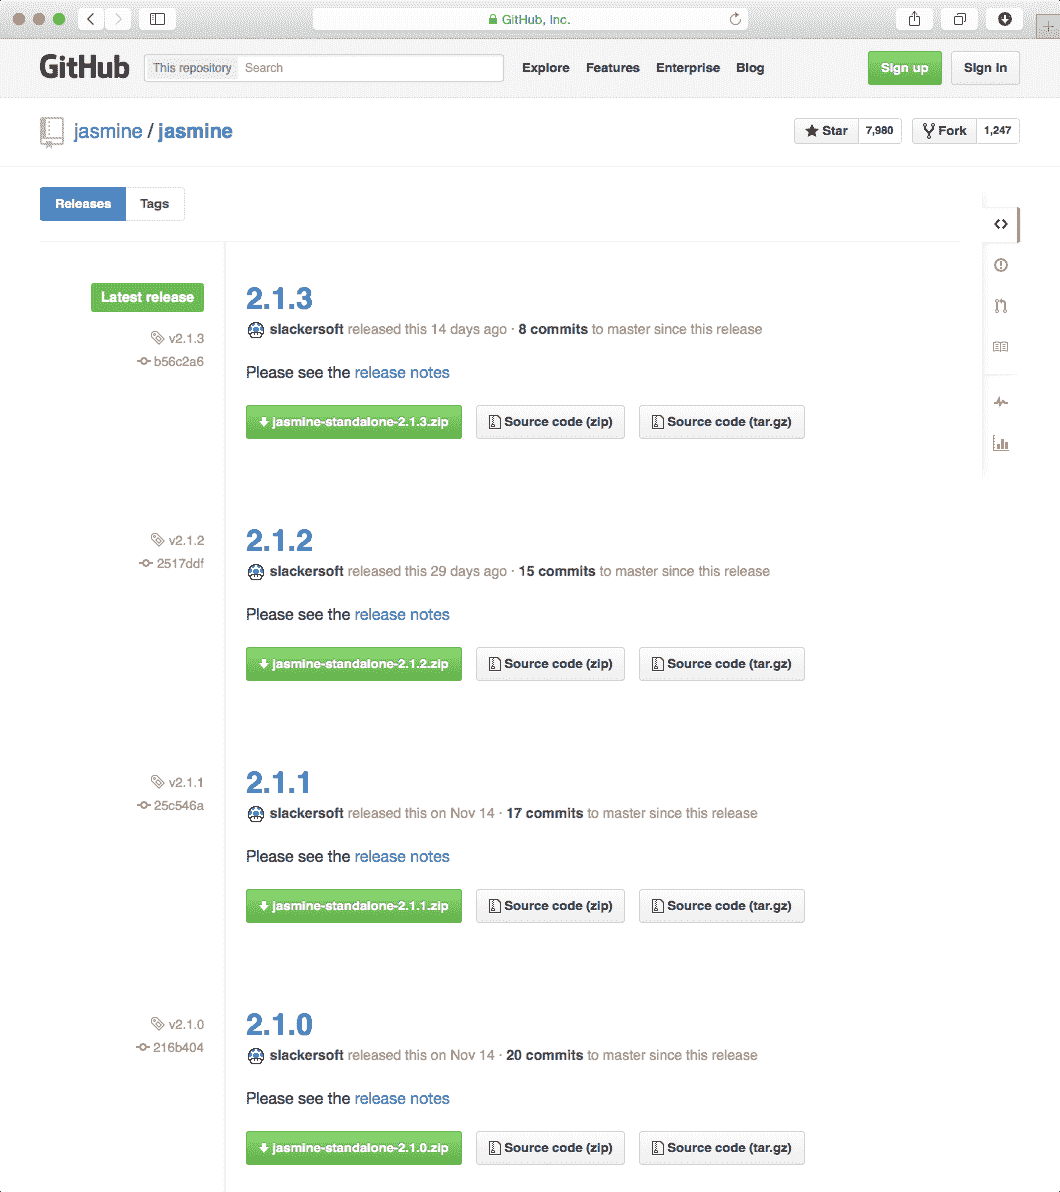 GitHub, Inc.
GitHub This repository Search Explore Features Enterprise Blog Sign up Sign in
jasmine / jasmine Star 7,980 Fork 1,247
Releases Tags
Latest release
v2.1.3
b56c2a6
2.1.3
slackersoft released this 14 days ago · 8 commits to master since this release
Please see the release notes
jasmine-standalone-2.1.3.zip Source code (zip) Source code (tar.gz)
v2.1.2
2517ddf
2.1.2
slackersoft released this 29 days ago · 15 commits to master since this release
Please see the release notes
jasmine-standalone-2.1.2.zip Source code (zip) Source code (tar.gz)
v2.1.1
25c546a
2.1.1
slackersoft released this on Nov 14 · 17 commits to master since this release
Please see the release notes
jasmine-standalone-2.1.1.zip Source code (zip) Source code (tar.gz)
v2.1.0
216b404
2.1.0
slackersoft released this on Nov 14 · 20 commits to master since this release
Please see the release notes
jasmine-standalone-2.1.0.zip Source code (zip) Source code (tar.gz)